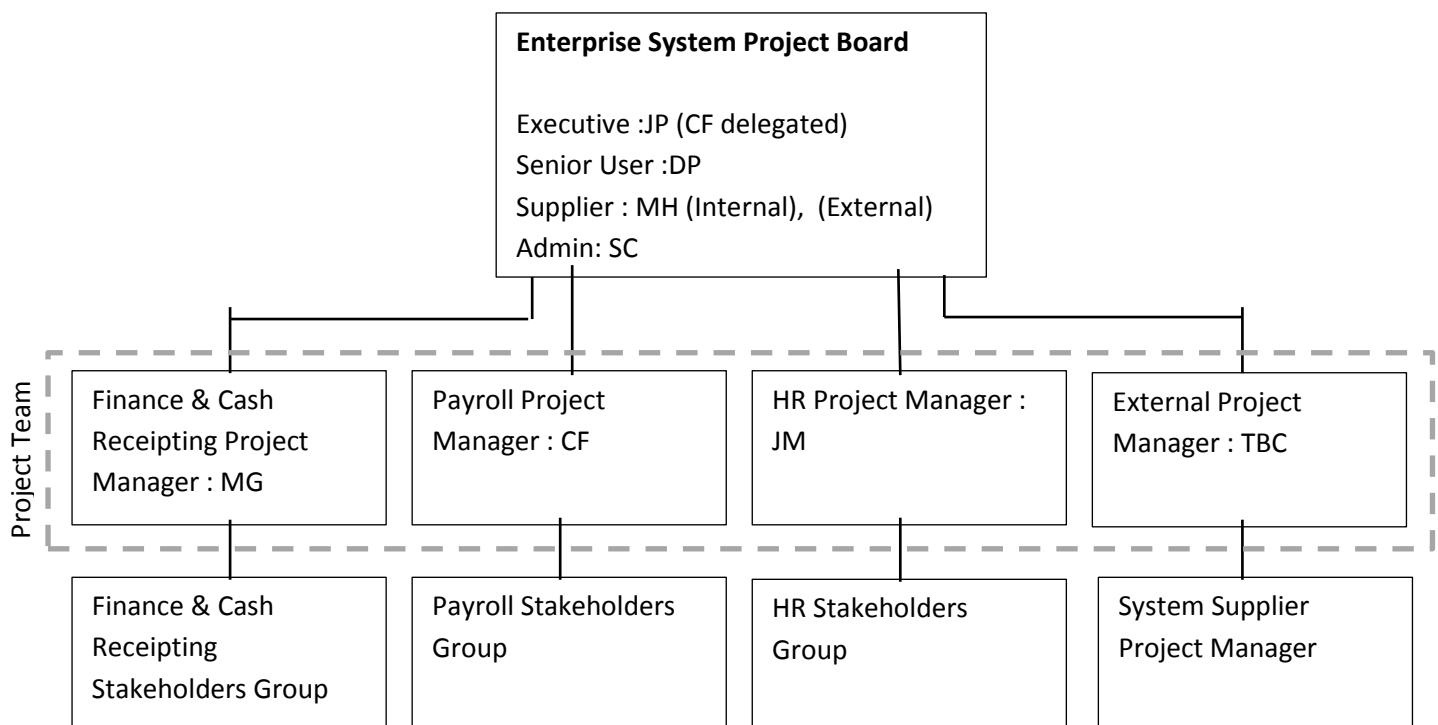 Enterprise System Project Board
Executive :JP (CF delegated)
Senior User :DP
Supplier : MH (Internal),  (External)
Admin: SC
Project Team
Finance & Cash
Receipting Project
Manager : MG
Payroll Project
Manager : CF
HR Project Manager :
JM
External Project
Manager : TBC
Finance & Cash
Receipting
Stakeholders Group
Payroll Stakeholders
Group
HR Stakeholders
Group
System Supplier
Project Manager